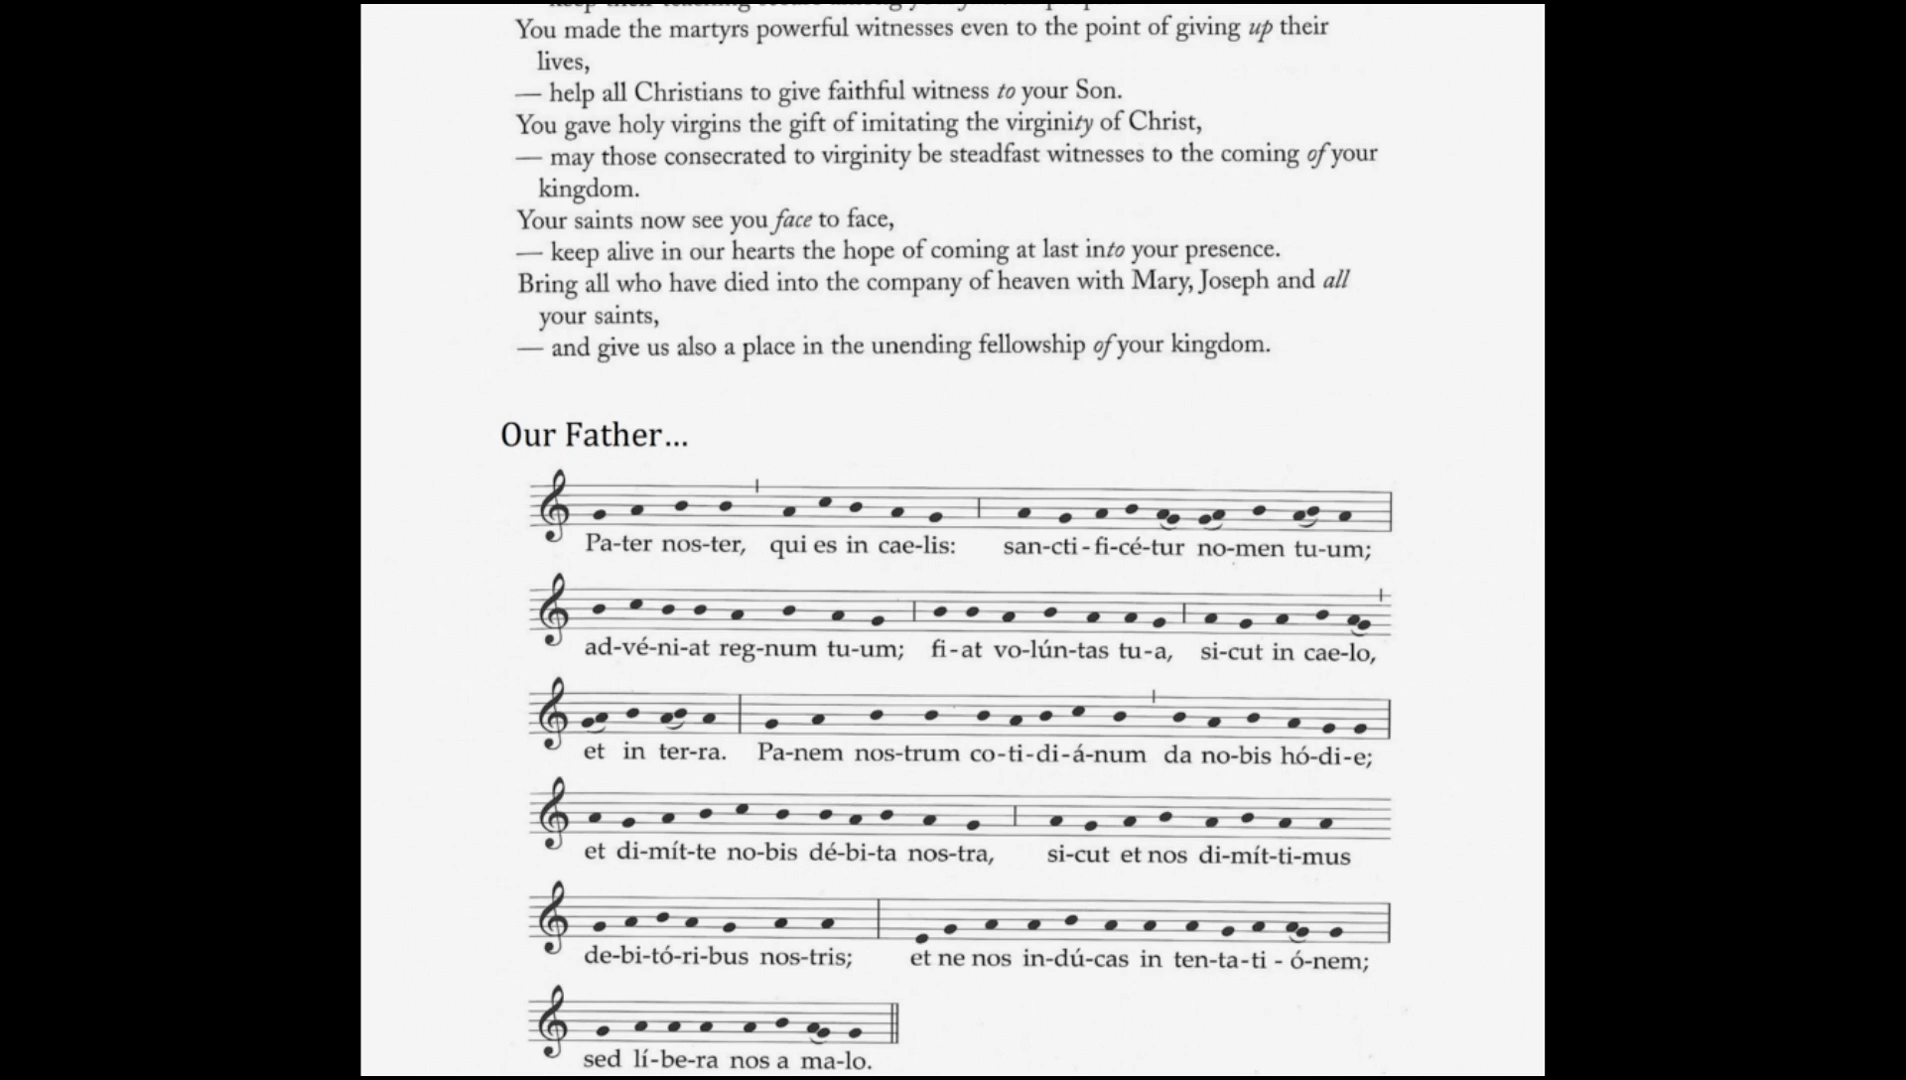 You made the martyrs powerful witnesses even to the point of giving up their
lives,
— help all Christians to give faithful witness to your Son.
You gave holy virgins the gift of imitating the virginity of Christ,
— may those consecrated to virginity be steadfast witnesses to the coming of your
kingdom.
Your saints now see you face to face,
— keep alive in our hearts the hope of coming at last into your presence.
Bring all who have died into the company of heaven with Mary, Joseph and all
your saints,
— and give us also a place in the unending fellowship of your kingdom.
Our Father...
Pa-ter nos-ter, qui es in cae-lis: san-cti-fi-cé-tur no-men tu-um;
ad-vé-ni-at reg-num tu-um; fi-at vo-lún-tas tu-a, si-cut in cae-lo,
et in ter-ra. Pa-nem nos-trum co-ti-di-á-num da no-bis hó-di-e;
et di-mít-te no-bis dé-bi-ta nos-tra, si-cut et nos di-mít-ti-mus
de-bi-tó-ri-bus nos-tris; et ne nos in-dú-cas in ten-ta-ti-ó-nem;
sed lí-be-ra nos a ma-lo.